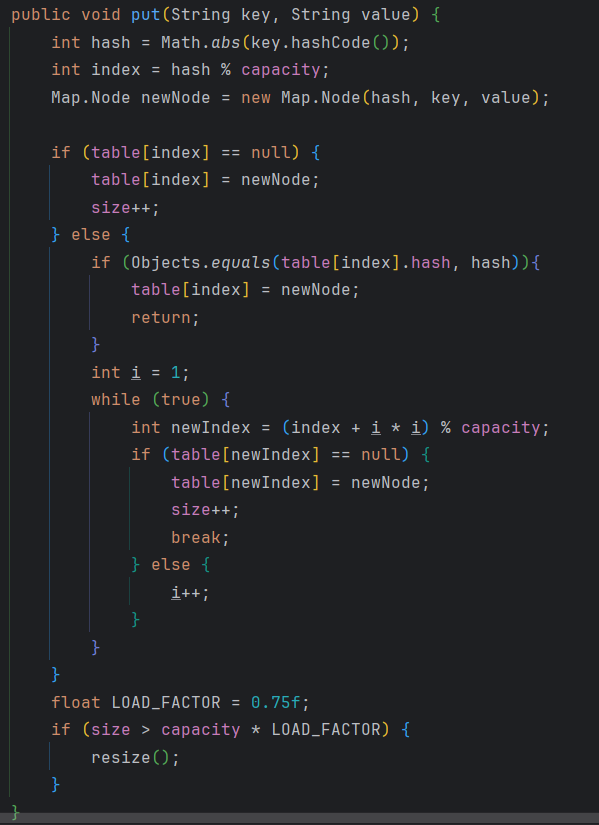 public void put(String key, String value) {
    int hash = Math.abs(key.hashCode());
    int index = hash % capacity;
    Map.Node newNode = new Map.Node(hash, key, value);

    if (table[index] == null) {
        table[index] = newNode;
        size++;
    } else {
        if (Objects.equals(table[index].hash, hash)){
            table[index] = newNode;
            return;
        }
        int i = 1;
        while (true) {
            int newIndex = (index + i * i) % capacity;
            if (table[newIndex] == null) {
                table[newIndex] = newNode;
                size++;
                break;
            } else {
                i++;
            }
        }
    }
    float LOAD_FACTOR = 0.75f;
    if (size > capacity * LOAD_FACTOR) {
        resize();
    }
}